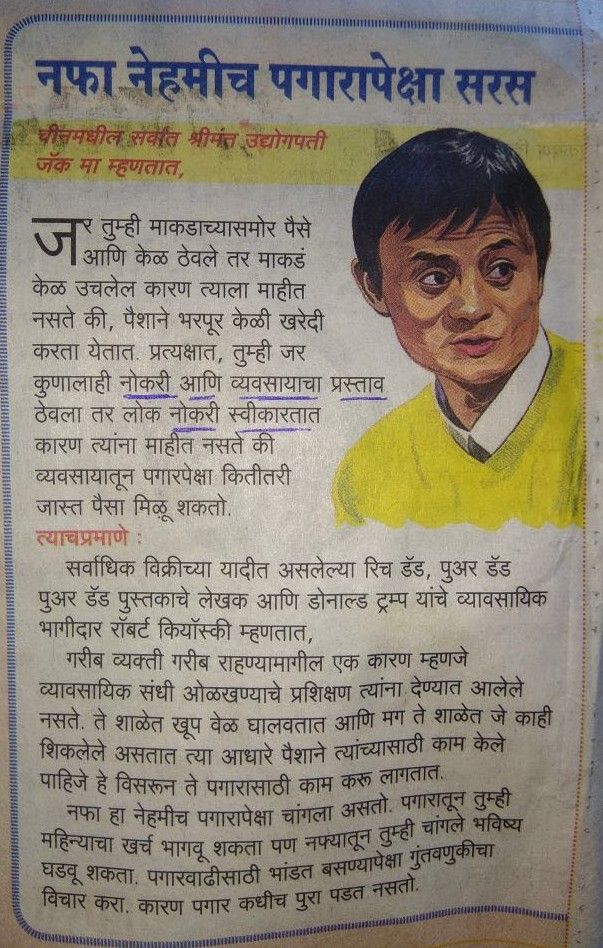 नफा नेहमीच पगारापेक्षा सरस
चीनमधील सर्वात श्रीमंत उद्योगपती
जॅक मा म्हणतात,
जर तुम्ही माकडाच्यासमोर पैसे
आणि केळ ठेवले तर माकडं
केळ उचलेल कारण त्याला माहीत
नसते की, पैशाने भरपूर केळी खरेदी
करता येतात. प्रत्यक्षात, तुम्ही जर
कुणालाही नोकरी आणि व्यवसायाचा प्रस्ताव
ठेवला तर लोक नोकरी स्वीकारतात
कारण त्यांना माहीत नसते की
व्यवसायातून पगारपेक्षा कितीतरी
जास्त पैसा मिळू शकतो.
त्याचप्रमाणे :
सर्वाधिक विक्रीच्या यादीत असलेल्या रिच डॅड, पुअर डॅड
पुअर डॅड पुस्तकाचे लेखक आणि डोनाल्ड ट्रम्प यांचे व्यावसायिक
भागीदार रॉबर्ट कियॉस्की म्हणतात,
गरीब व्यक्ती गरीब राहण्यामागील एक कारण म्हणजे
व्यावसायिक संधी ओळखण्याचे प्रशिक्षण त्यांना देण्यात आलेले
नसते. ते शाळेत खूप वेळ घालवतात आणि मग ते शाळेत जे काही
शिकलेले असतात त्या आधारे पैशाने त्यांच्यासाठी काम केले
पाहिजे हे विसरून ते पगारासाठी काम करू लागतात.
नफा हा नेहमीच पगारापेक्षा चांगला असतो. पगारातून तुम्ही
महिन्याचा खर्च भागवू शकता पण नफ्यातून तुम्ही चांगले भविष्य
घडवू शकता. पगारवाढीसाठी भांडत बसण्यापेक्षा गुंतवणुकीचा
विचार करा. कारण पगार कधीच पुरा पडत नसतो.